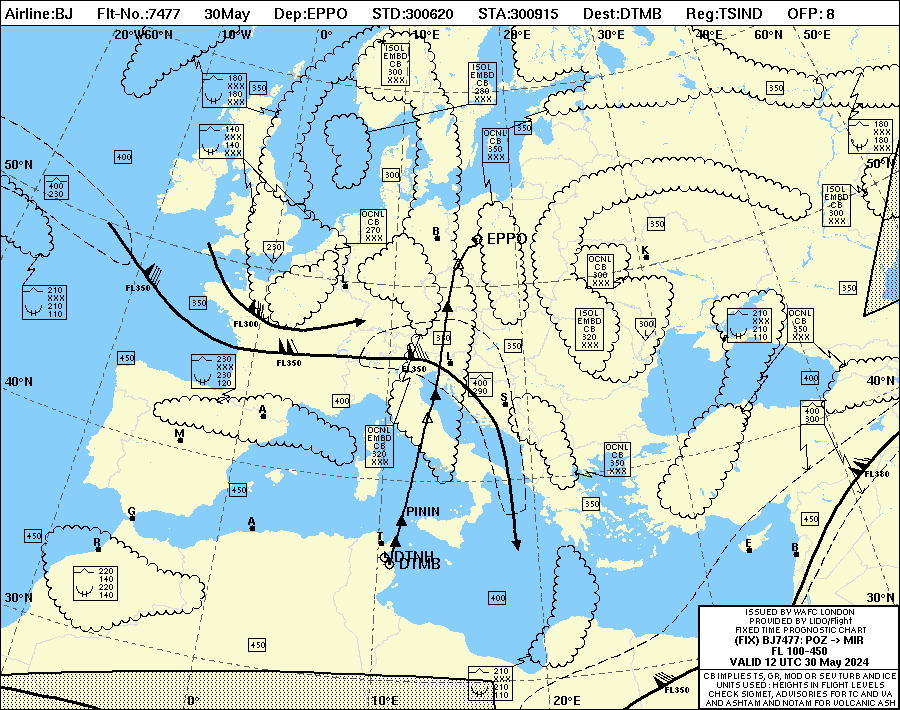 Airline:BJ Flt-No:7477 30May Dep:EPPO STD:300620 STA:300915 Dest:DTMB Reg:TSIND OFP: 8
20°W 60°N 10°W 0° 10°E 20°E 30°E 40°E 60°N 50°E
ISOL
EMBD
CB
300
XXX
ISOL
EMBD
CB
280
XXX
180
XXX
180
XXX
350
350
140
XXX
140
XXX
OCNL
CB
350
XXX
350
180
XXX
180
XXX
400
50°N
50°N
400
230
300
ISOL
EMBD
CB
300
XXX
OCNL
CB
270
XXX
350
B
EPPO
230
K
OCNL
CB
300
XXX
FL350
L
350
210
XXX
210
110
350
FL300
ISOL
EMBD
CB
320
XXX
300
210
XXX
210
110
OCNL
CB
350
XXX
350
350
FL350
450
230
XXX
230
120
FL350
L
40°N
400
290
400
40°N
400
S
A
400
300
M
OCNL
EMBD
CB
320
XXX
OCNL
CB
350
XXX
FL380
450
350
G
PININ
450
A
450
R
T
DTNH
DTMB
E
B
220
140
220
140
30°N
400
30°N
450
ISSUED BY WAFC LONDON
PROVIDED BY LIDO/Flight
FIXED TIME PROGNOSTIC CHART
(FIX) BJ7477: POZ -> MIR
FL 100-450
VALID 12 UTC 30 May 2024
CB IMPLIES TS, GR, MOD OR SEV TURB AND ICE
UNITS USED : HEIGHTS IN FLIGHT LEVELS
CHECK SIGMET, ADVISORIES FOR TC AND VA
AND ASHTAM AND NOTAM FOR VOLCANIC ASH
210
XXX
210
110
FL350
0° 10°E 20°E